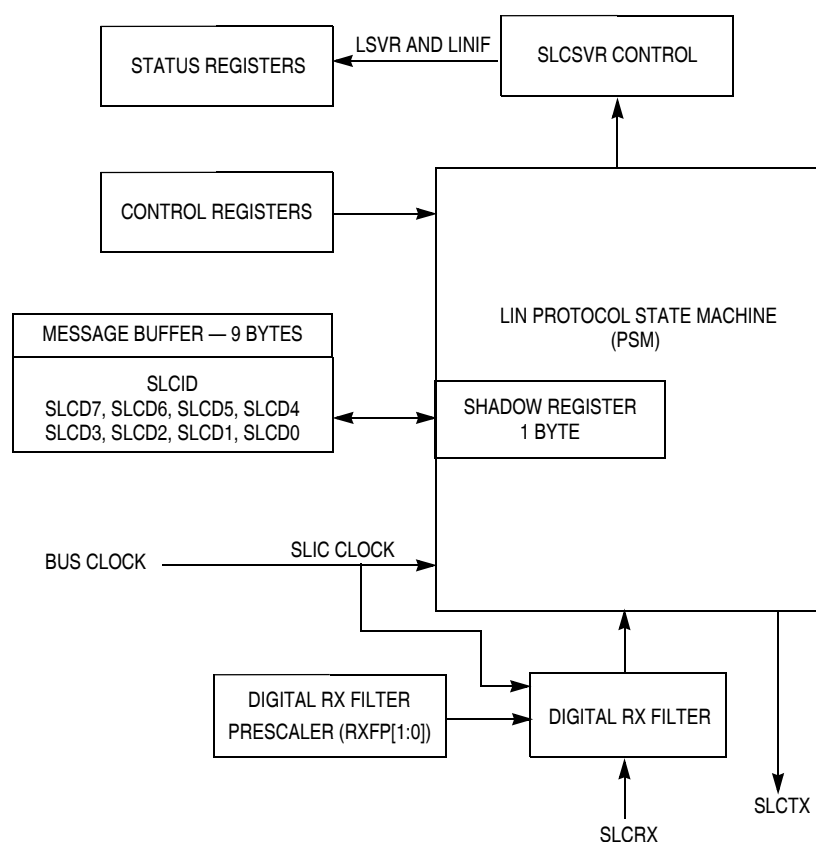 LSVR AND LINIF
STATUS REGISTERS
SLCSVR CONTROL
CONTROL REGISTERS
LIN PROTOCOL STATE MACHINE
(PSM)
MESSAGE BUFFER — 9 BYTES
SLCID
SLCD7, SLCD6, SLCD5, SLCD4
SLCD3, SLCD2, SLCD1, SLCD0
SHADOW REGISTER
1 BYTE
BUS CLOCK
SLIC CLOCK
DIGITAL RX FILTER
PRESCALER (RXFP[1:0])
DIGITAL RX FILTER
SLCTX
SLCRX